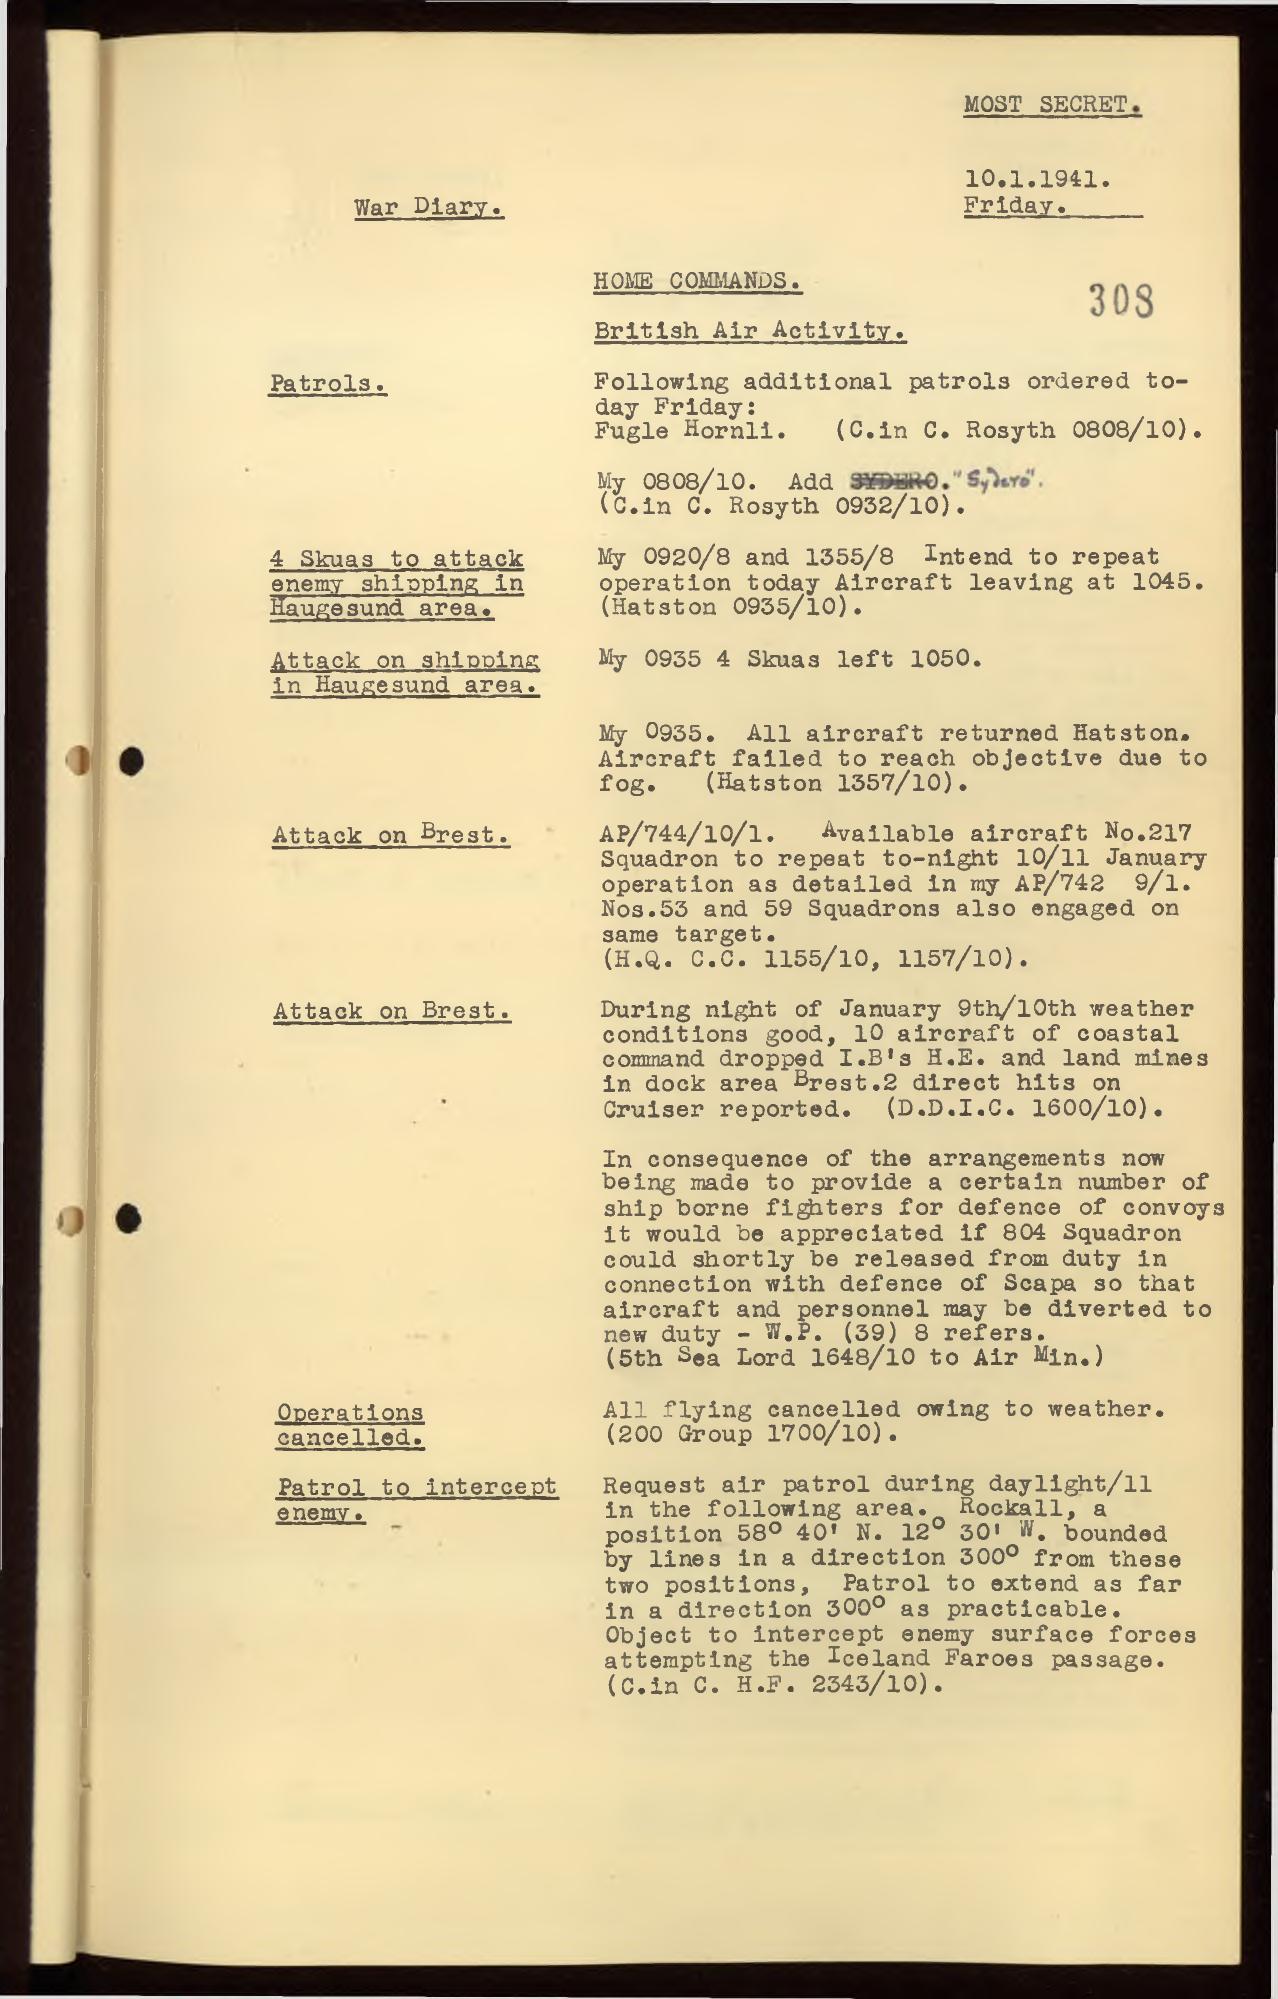 MOST SECRET.
10.1.1941.
War Diary.
Friday.
HOME COMMANDS.
308
British Air Activity.
Patrols.
Following additional patrols ordered to-
day Friday:
Fugle Hornli. (C.in C. Rosyth 0808/10).
My 0808/10. Add SYDERO. "Sydero".
(C.in C. Rosyth 0932/10).
4 Skuas to attack
enemy shipping in
Haugesund area.
My 0920/8 and 1355/8 Intend to repeat
operation today Aircraft leaving at 1045.
(Hatston 0935/10).
Attack on shipping
in Haugesund area.
My 0935 4 Skuas left 1050.
My 0935. All aircraft returned Hatston.
Aircraft failed to reach objective due to
fog. (Hatston 1357/10).
Attack on Brest.
AP/744/10/1. Available aircraft No.217
Squadron to repeat to-night 10/11 January
operation as detailed in my AP/742 9/1.
Nos.53 and 59 Squadrons also engaged on
same target.
(H.Q. C.C. 1155/10, 1157/10).
Attack on Brest.
During night of January 9th/10th weather
conditions good, 10 aircraft of coastal
command dropped I.B's H.E. and land mines
in dock area Brest.2 direct hits on
Cruiser reported. (D.D.I.C. 1600/10).
In consequence of the arrangements now
being made to provide a certain number of
ship borne fighters for defence of convoys
it would be appreciated if 804 Squadron
could shortly be released from duty in
connection with defence of Scapa so that
aircraft and personnel may be diverted to
new duty - W.P. (39) 8 refers.
(5th Sea Lord 1648/10 to Air Min.)
Operations
cancelled.
All flying cancelled owing to weather.
(200 Group 1700/10).
Patrol to intercept
enemy.
Request air patrol during daylight/11
in the following area. Rockall, a
position 58° 40' N. 12° 30' W. bounded
by lines in a direction 300° from these
two positions, Patrol to extend as far
in a direction 300° as practicable.
Object to intercept enemy surface forces
attempting the Iceland Faroes passage.
(C.in C. H.F. 2343/10).